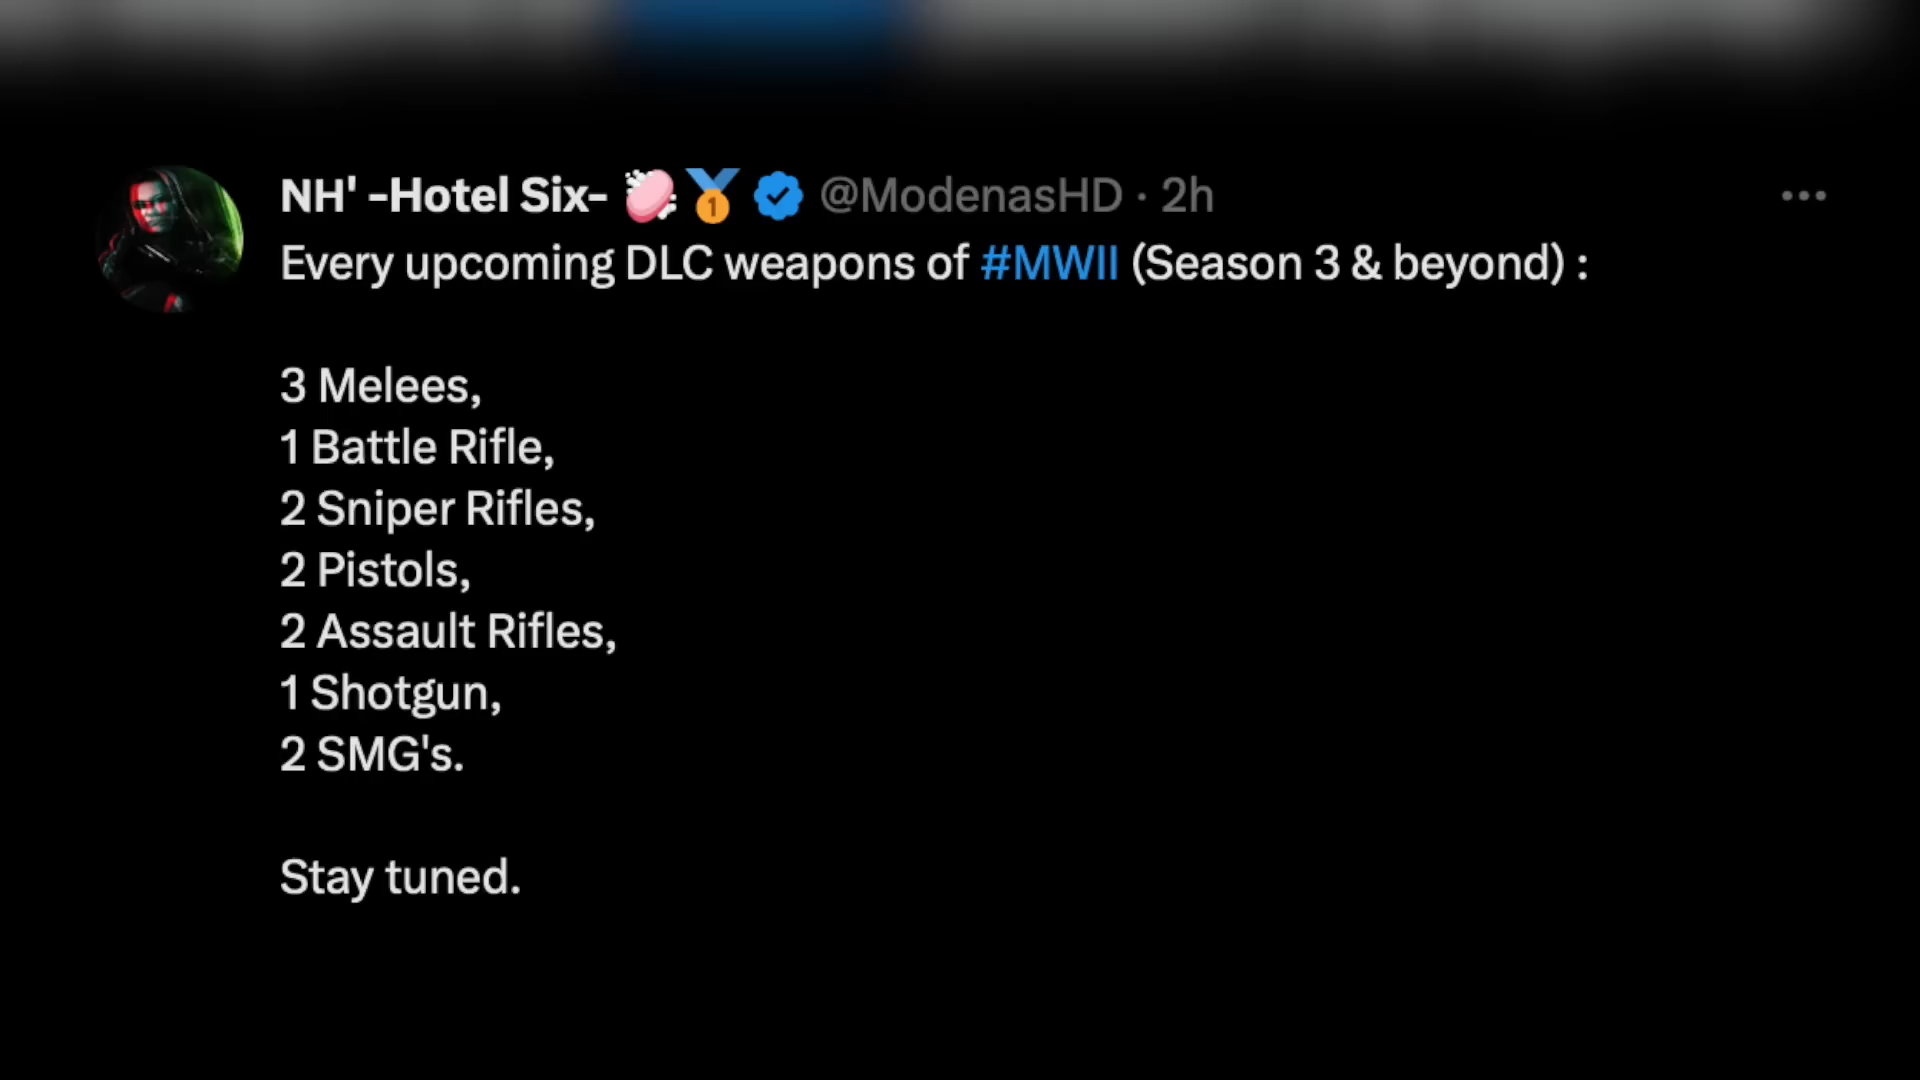 NH' -Hotel Six- 🧼🏅 @ModenasHD · 2h
Every upcoming DLC weapons of #MWII (Season 3 & beyond) :
3 Melees,
1 Battle Rifle,
2 Sniper Rifles,
2 Pistols,
2 Assault Rifles,
1 Shotgun,
2 SMG's.
Stay tuned.